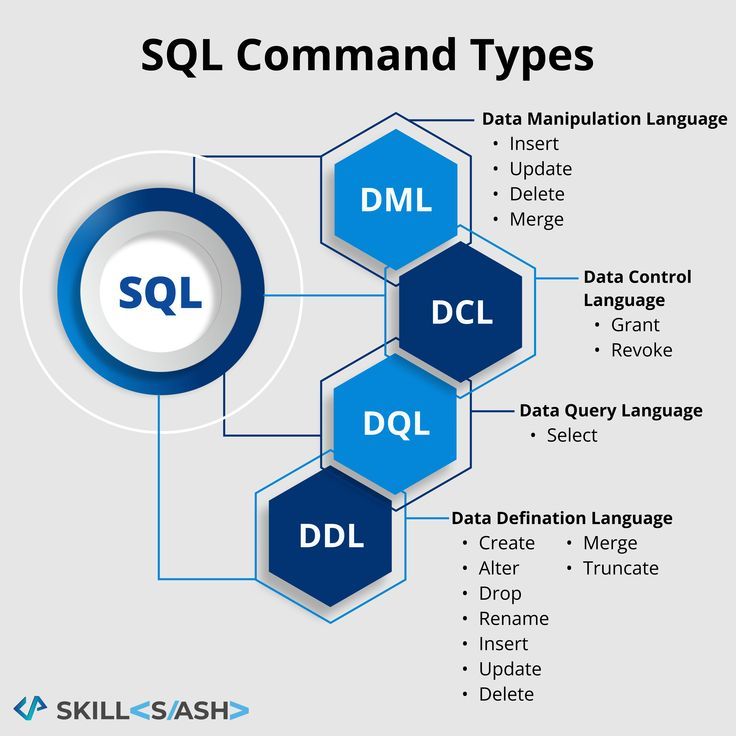 SQL Command Types
SQL
DML
Data Manipulation Language
• Insert
• Update
• Delete
• Merge
DCL
Data Control
Language
• Grant
• Revoke
DQL
Data Query Language
• Select
DDL
Data Defination Language
• Create
• Alter
• Drop
• Rename
• Insert
• Update
• Delete
• Merge
• Truncate
SKILL<S/ASH>